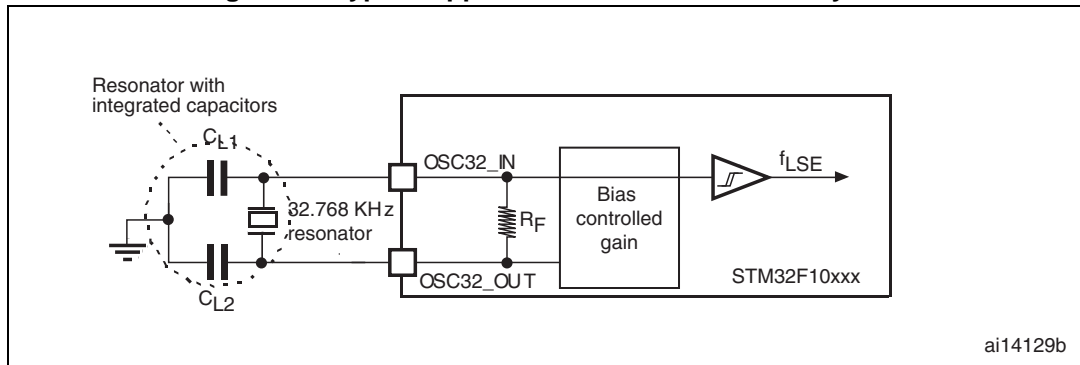 Resonator with
integrated capacitors
CL1
OSC32_IN
fLSE
32.768 KHz
resonator
RF
Bias
controlled
gain
OSC32_OUT
STM32F10xxx
CL2
ai14129b